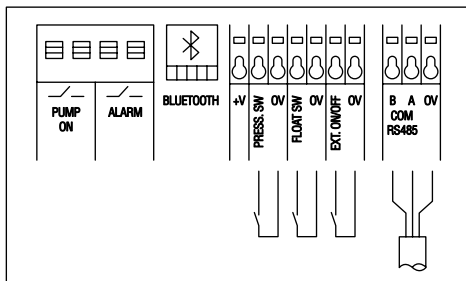 PUMP ON
ALARM
BLUETOOTH
+V
PRESS. SW
0V
FLOAT SW
0V
EXT. ON/OFF
0V
B A 0V
COM
RS485